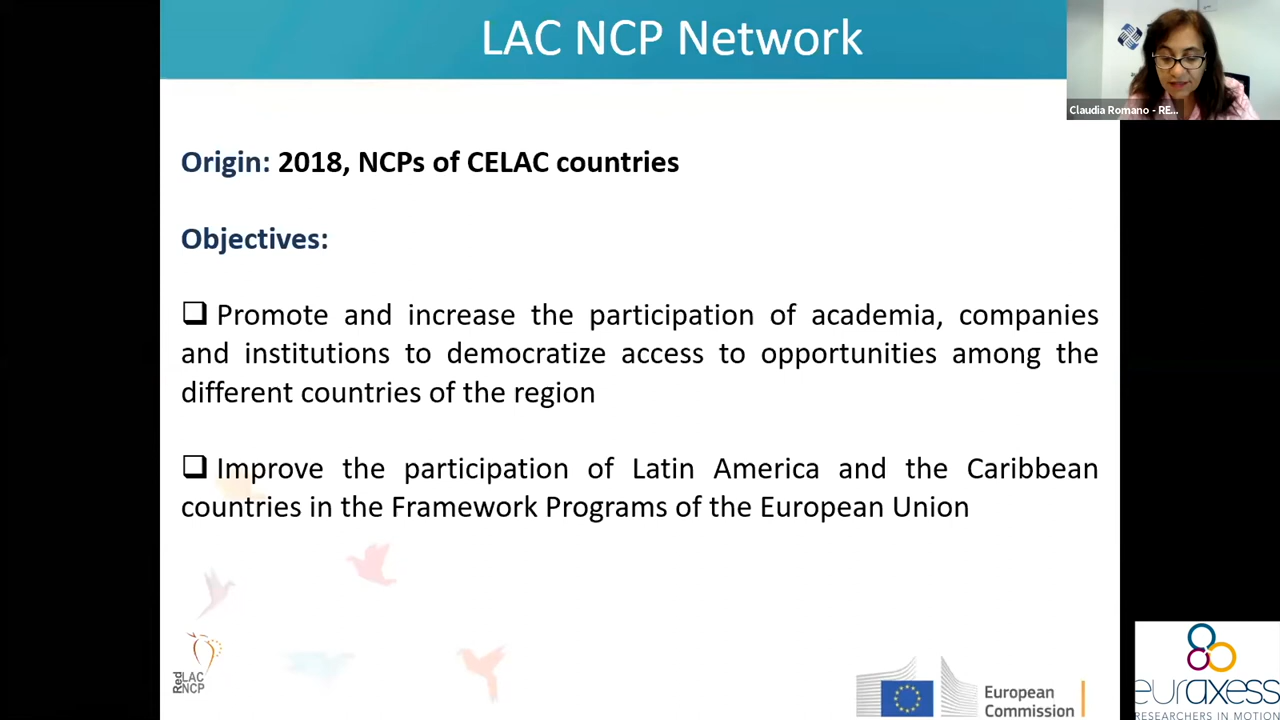 LAC NCP Network
Claudia Romano - RE...
Origin: 2018, NCPs of CELAC countries
Objectives:
❑ Promote and increase the participation of academia, companies
and institutions to democratize access to opportunities among the
different countries of the region
❑ Improve the participation of Latin America and the Caribbean
countries in the Framework Programs of the European Union
Red LAC
NCP
European
Commission
euraxess
RESEARCHERS IN MOTION